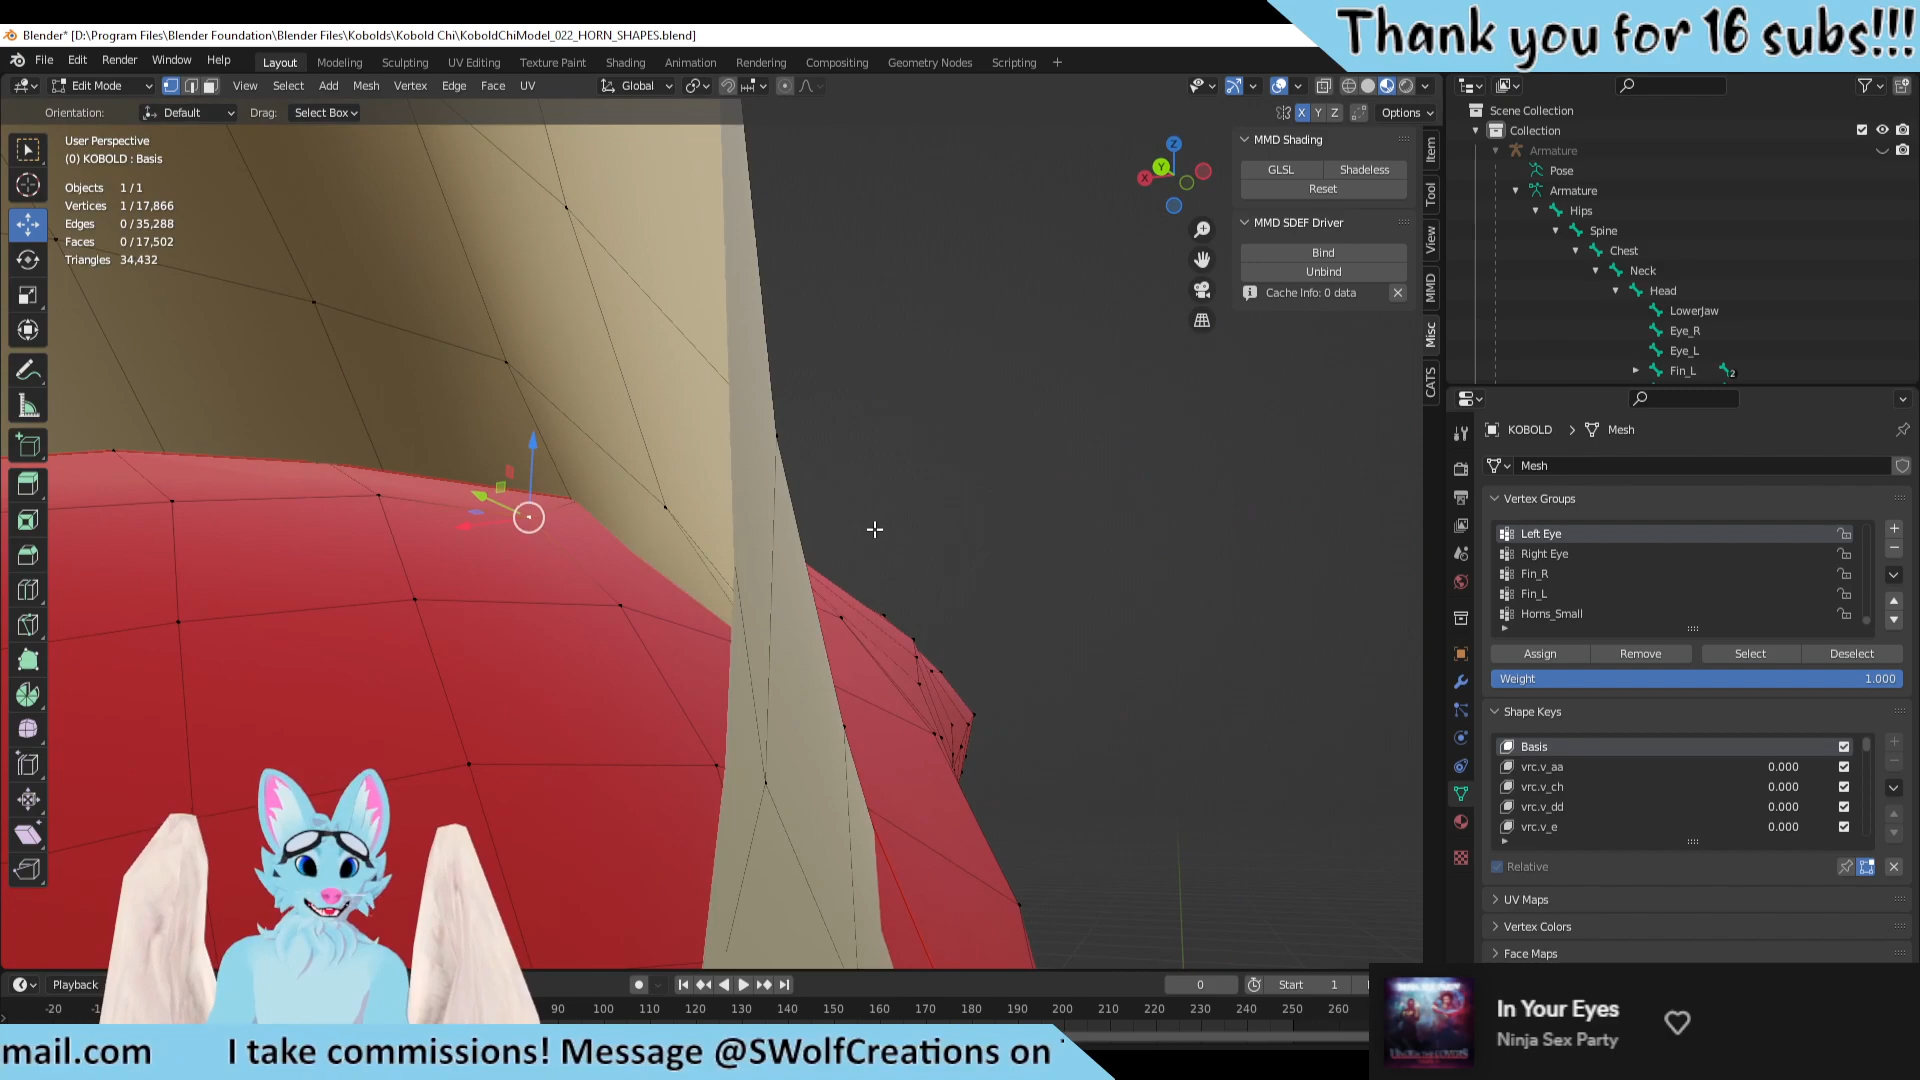 Thank you for 16 subs!!!
Blender* [D:\Program Files\Blender Foundation\Blender Files\Kobolds\Kobold Chi\KoboldChiModel_022_HORN_SHAPES.blend]
File Edit Render Window Help Layout Modeling Sculpting UV Editing Texture Paint Shading Animation Rendering Compositing Geometry Nodes Scripting +
Edit Mode View Select Add Mesh Vertex Edge Face UV Global
Orientation: Default Drag: Select Box X Y Z Options
User Perspective
(0) KOBOLD : Basis
Objects 1/1
Vertices 1/17,866
Edges 0/35,288
Faces 0/17,502
Triangles 34,432
Z
Y
X
MMD Shading
GLSL Shadeless
Reset
MMD SDEF Driver
Bind
Unbind
Cache Info: 0 data
Item
Tool
View
MMD
Misc
CATS
Scene Collection
Collection
Armature
Pose
Armature
Hips
Spine
Chest
Neck
Head
LowerJaw
Eye_R
Eye_L
Fin_L 2
KOBOLD > Mesh
Mesh
Vertex Groups
Left Eye
Right Eye
Fin_R
Fin_L
Horns_Small
Assign Remove Select Deselect
Weight 1.000
Shape Keys
Basis
vrc.v_aa 0.000
vrc.v_ch 0.000
vrc.v_dd 0.000
vrc.v_e 0.000
Relative
UV Maps
Vertex Colors
Face Maps
Playback 0 Start 1
-20 90 100 110 120 130 140 150 160 170 180 190 200 210 220 230 240 250 260
In Your Eyes
Ninja Sex Party
mail.com I take commissions! Message @SWolfCreations on